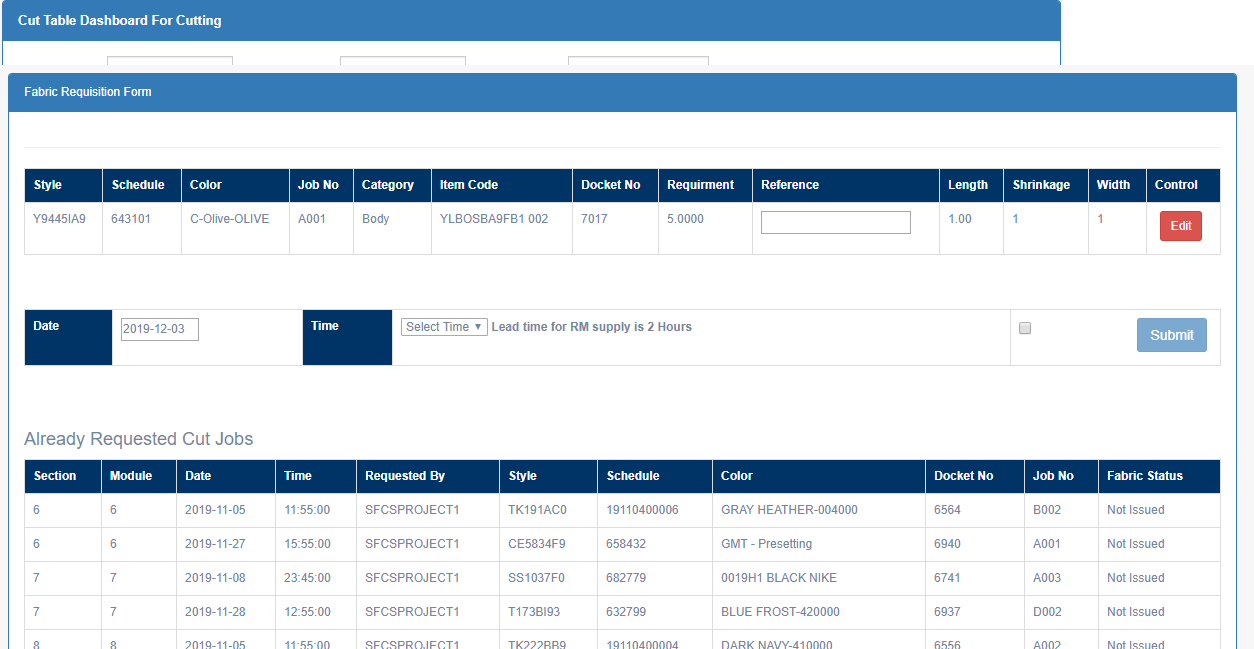 Cut Table Dashboard For Cutting
Fabric Requisition Form
Style Schedule Color Job No Category Item Code Docket No Requirment Reference Length Shrinkage Width Control
Y9445IA9 643101 C-Olive-OLIVE A001 Body YLBOSBA9FB1 002 7017 5.0000 1.00 1 1 Edit
Date 2019-12-03 Time Select Time Lead time for RM supply is 2 Hours Submit
Already Requested Cut Jobs
Section Module Date Time Requested By Style Schedule Color Docket No Job No Fabric Status
6 6 2019-11-05 11:55:00 SFCSPROJECT1 TK191AC0 19110400006 GRAY HEATHER-004000 6564 B002 Not Issued
6 6 2019-11-27 15:55:00 SFCSPROJECT1 CE5834F9 658432 GMT - Presetting 6940 A001 Not Issued
7 7 2019-11-08 23:45:00 SFCSPROJECT1 SS1037F0 682779 0019H1 BLACK NIKE 6741 A003 Not Issued
7 7 2019-11-28 12:55:00 SFCSPROJECT1 T173BI93 632799 BLUE FROST-420000 6937 D002 Not Issued
8 8 2019-11-05 11:55:00 SFCSPROJECT1 TK222BB9 19110400004 DARK NAVY-410000 6556 A002 Not Issued